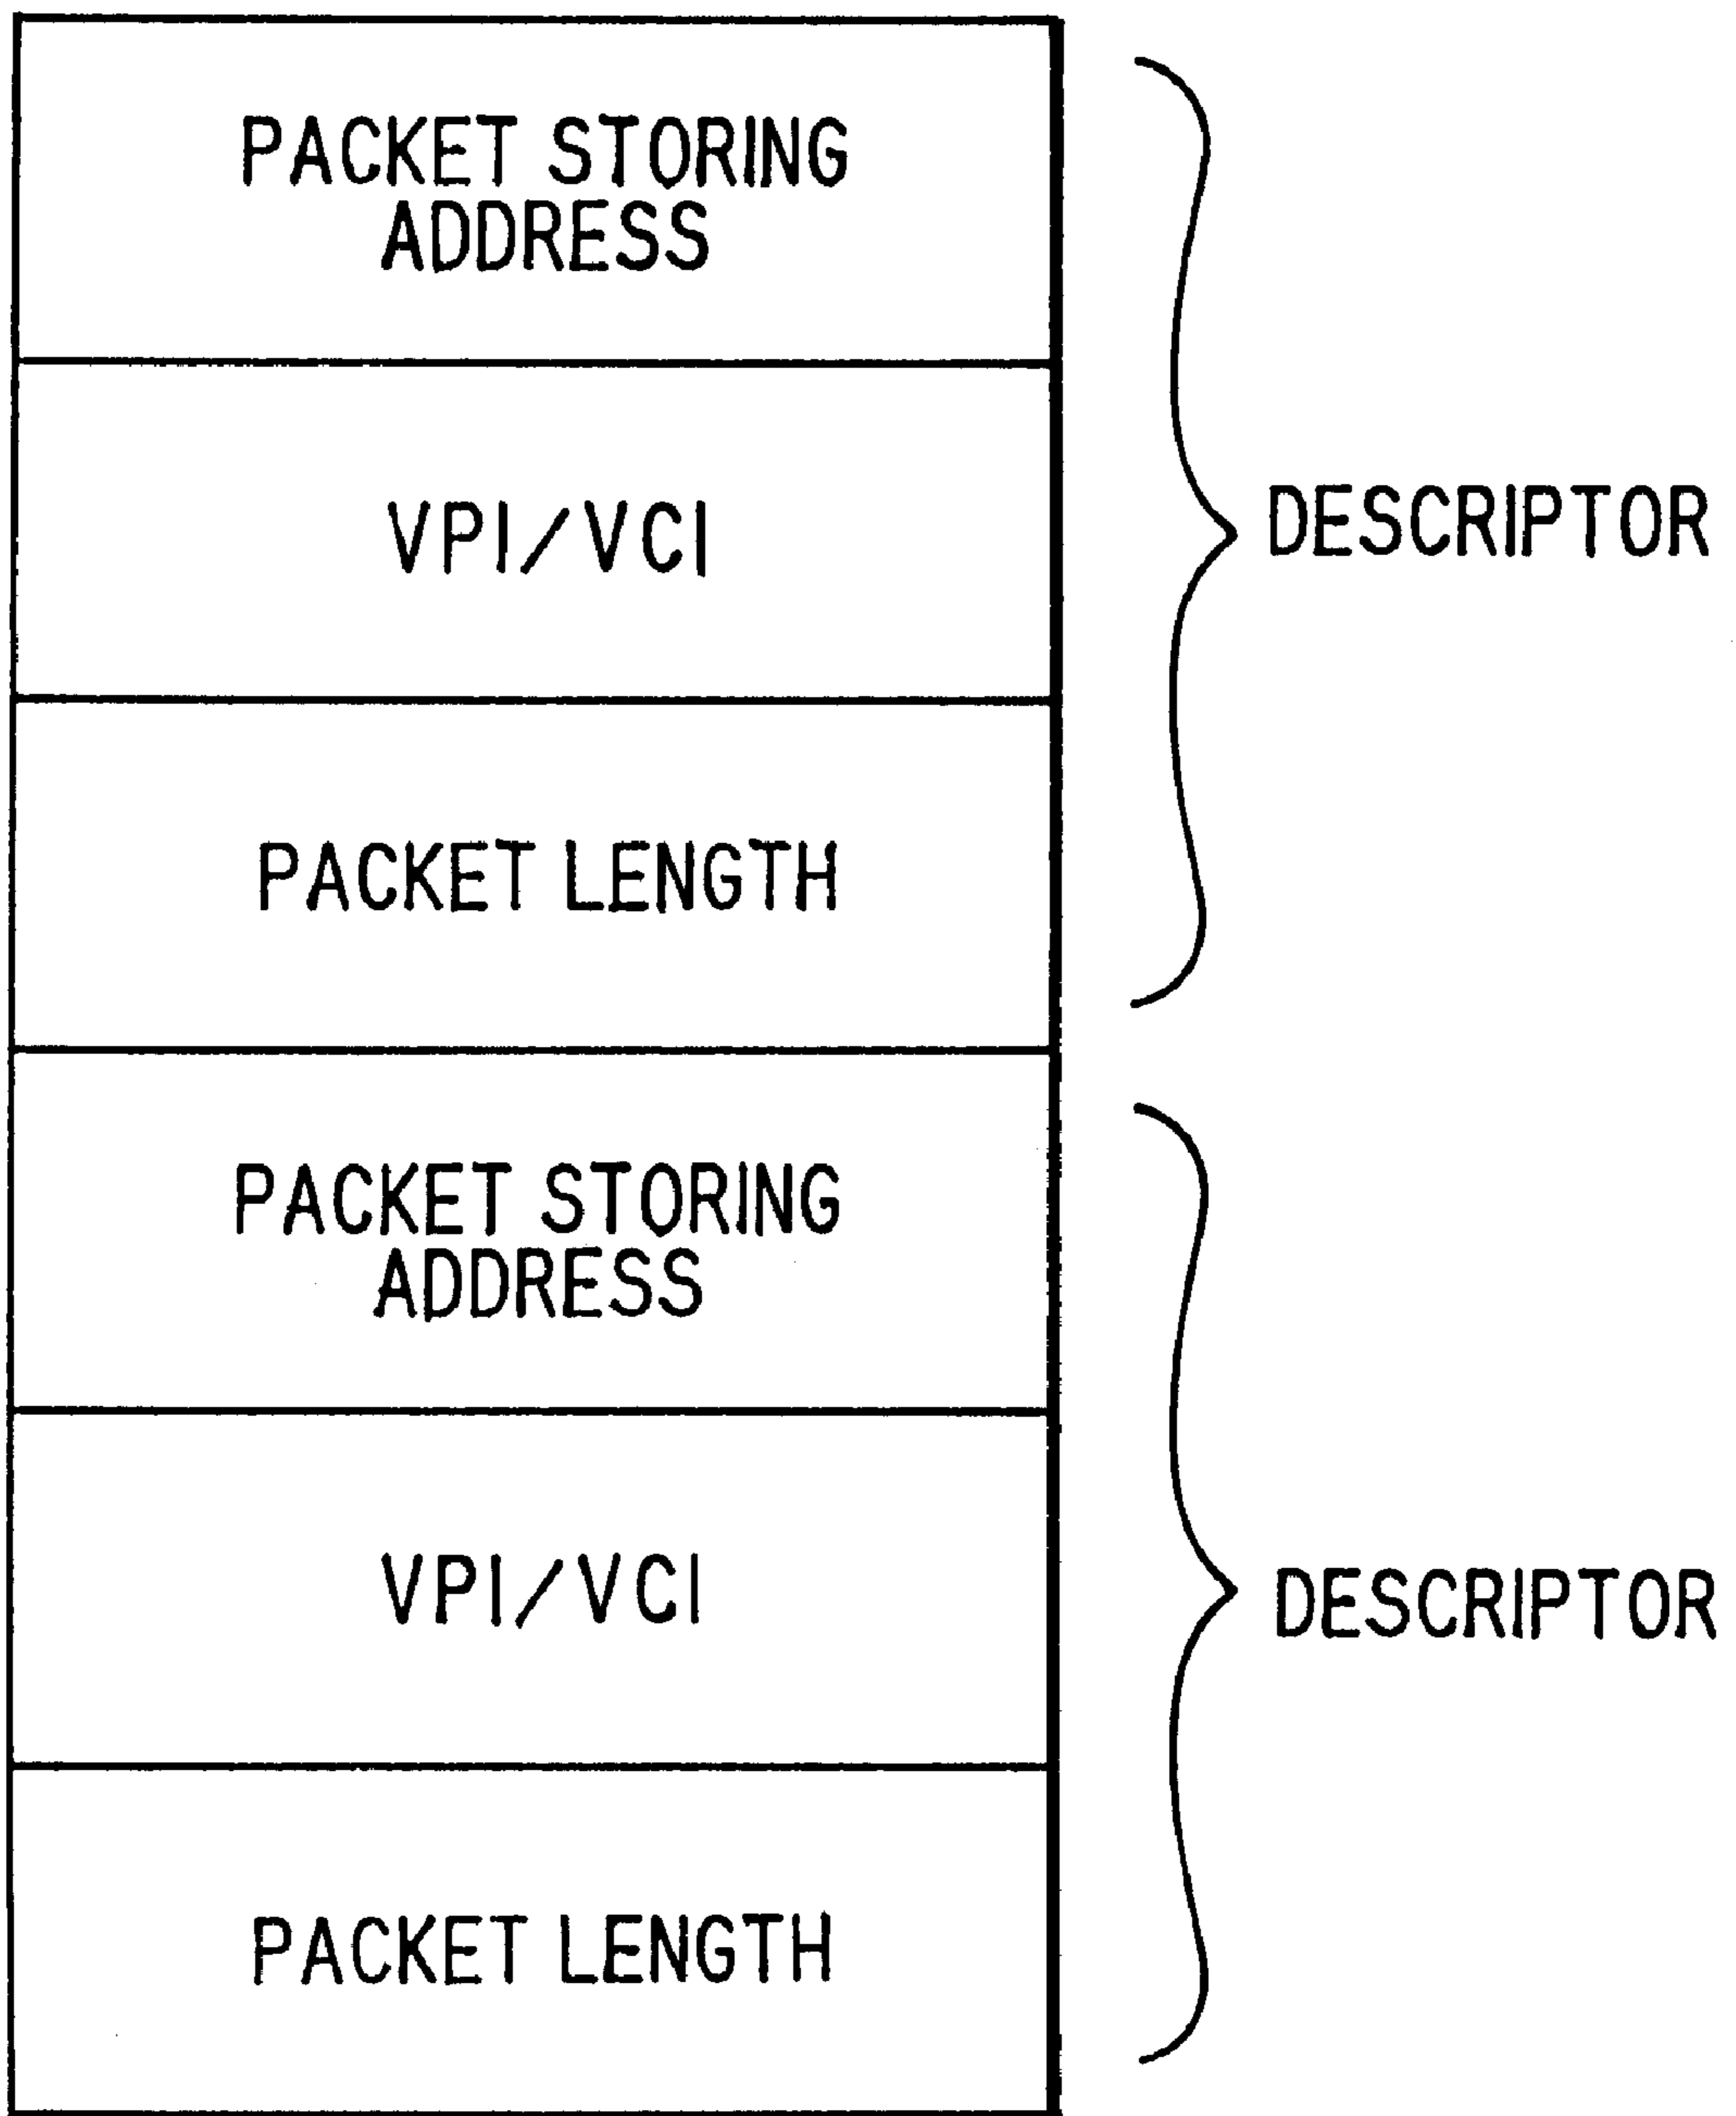 PACKET STORING
ADDRESS
VPI/VCI
DESCRIPTOR
PACKET LENGTH
PACKET STORING
ADDRESS
VPI/VCI
DESCRIPTOR
PACKET LENGTH